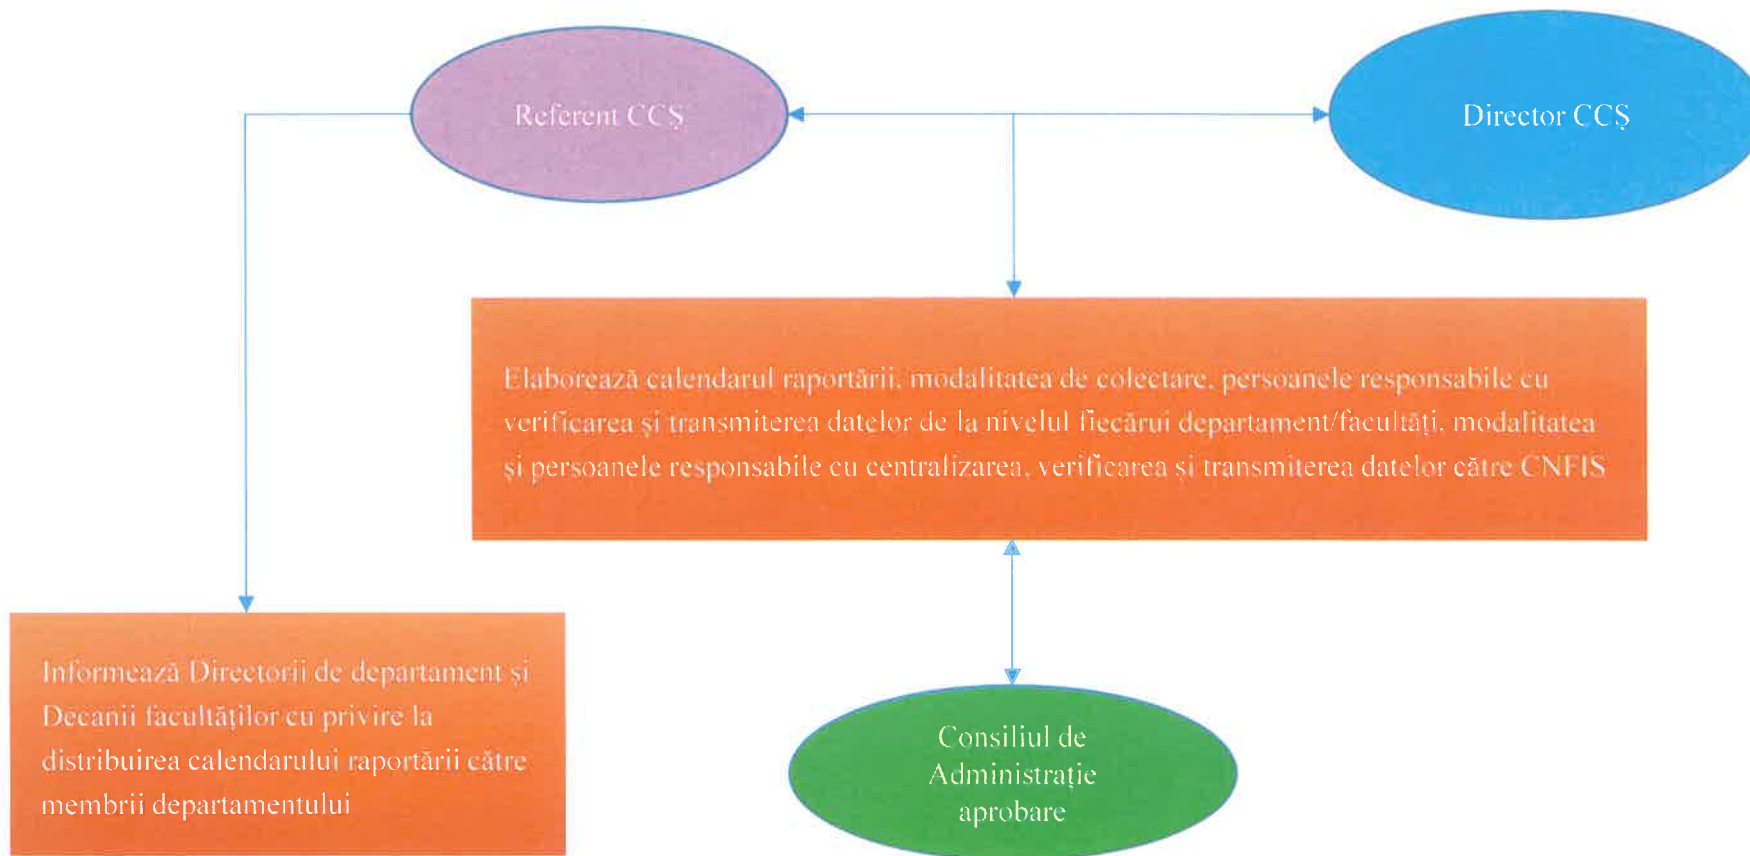 Referent CCȘ
Director CCȘ
Elaborează calendarul raportării, modalitatea de colectare, persoanele responsabile cu
verificarea și transmiterea datelor de la nivelul fiecărui departament/facultăți, modalitatea
și persoanele responsabile cu centralizarea, verificarea și transmiterea datelor către CNFIS
Informează Directorii de departament și
Decanii facultăților cu privire la
distribuirea calendarului raportării către
membrii departamentului
Consiliul de
Administrație
aprobare